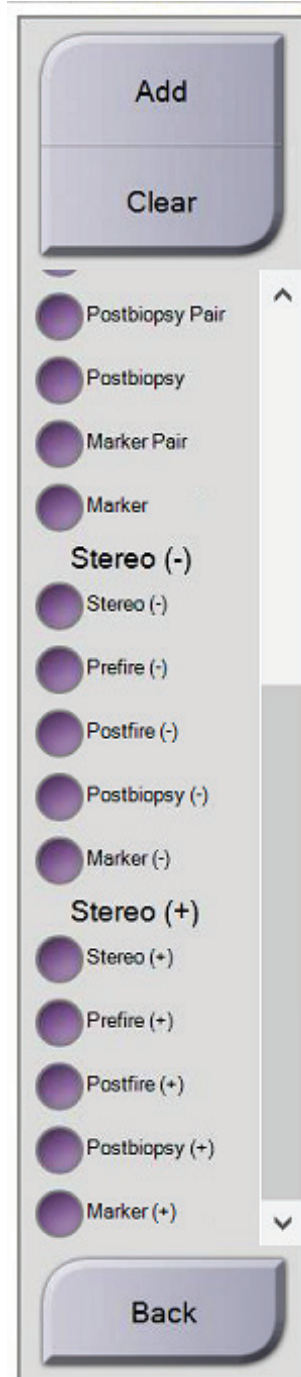 Add
Clear
Postbiopsy Pair
Postbiopsy
Marker Pair
Marker
Stereo (-)
Stereo (-)
Prefire (-)
Postfire (-)
Postbiopsy (-)
Marker (-)
Stereo (+)
Stereo (+)
Prefire (+)
Postfire (+)
Postbiopsy (+)
Marker (+)
Back